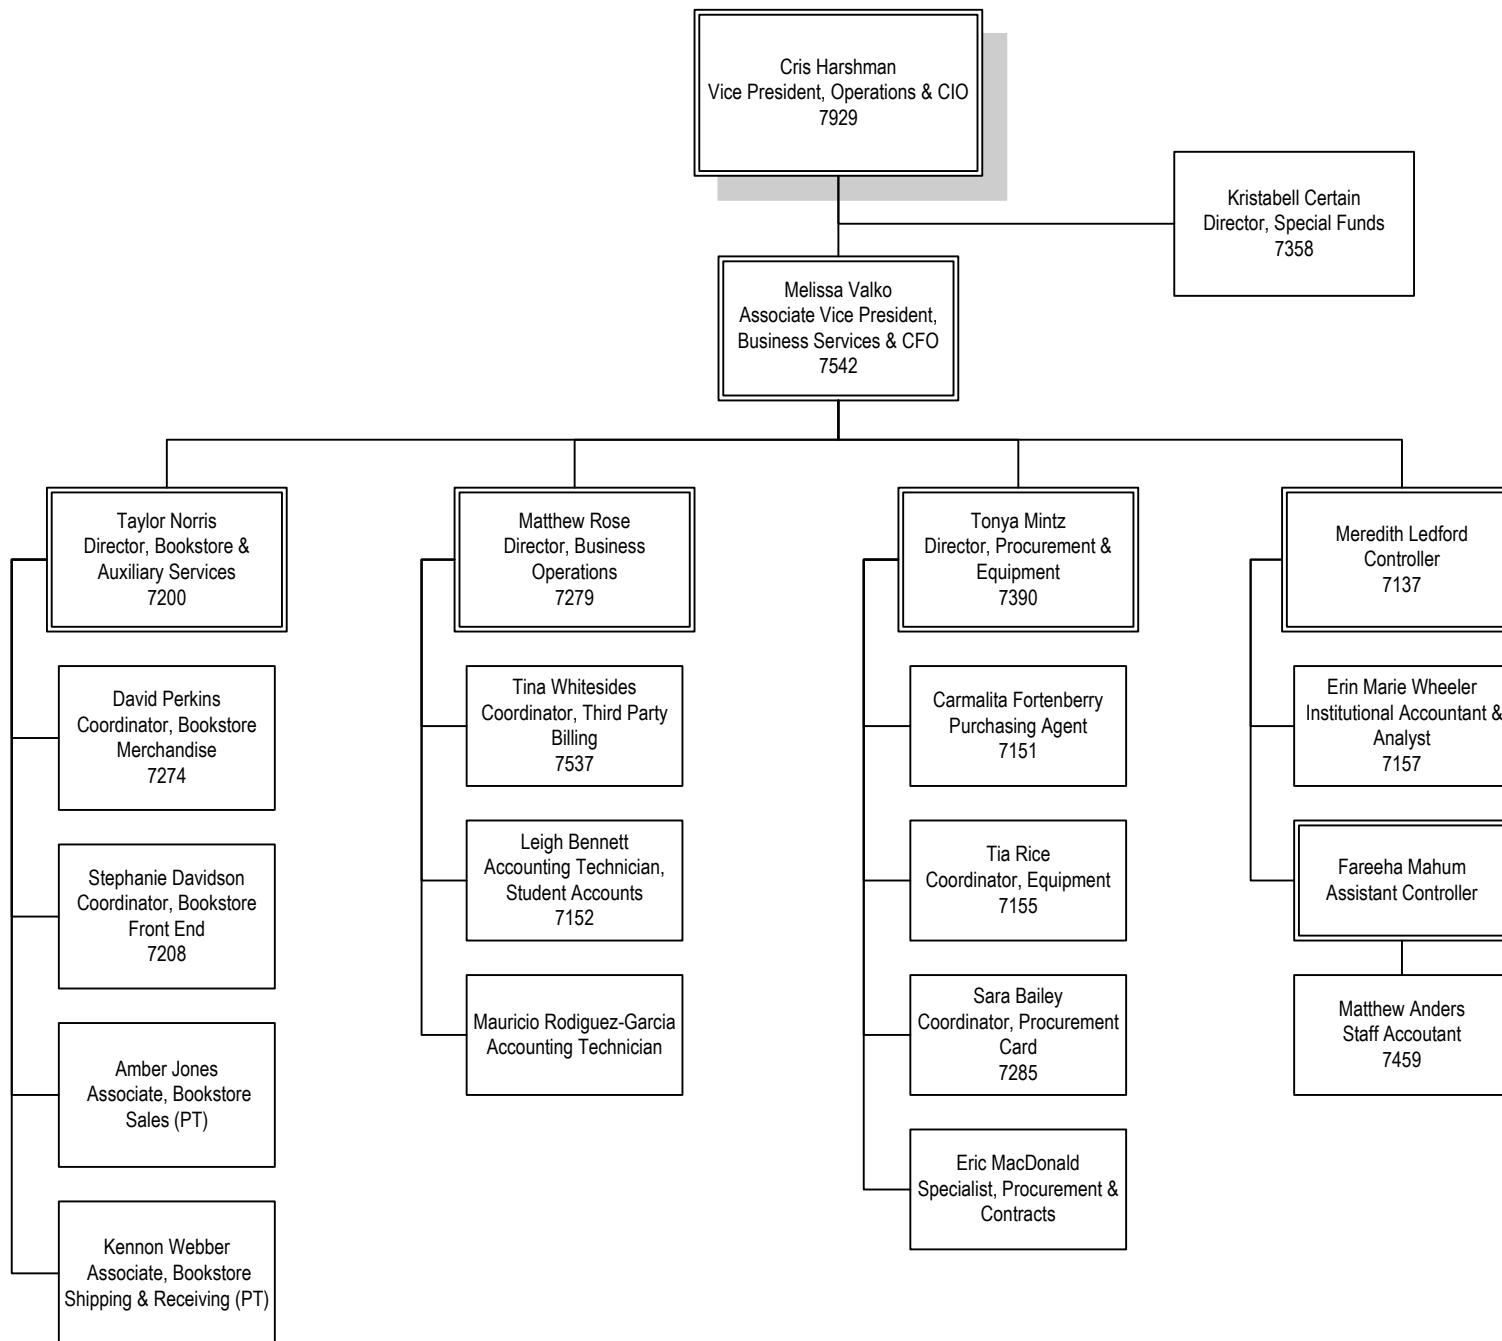 Cris Harshman
Vice President, Operations & CIO
7929
Kristabell Certain
Director, Special Funds
7358
Melissa Valko
Associate Vice President,
Business Services & CFO
7542
Taylor Norris
Director, Bookstore &
Auxiliary Services
7200
David Perkins
Coordinator, Bookstore
Merchandise
7274
Stephanie Davidson
Coordinator, Bookstore
Front End
7208
Amber Jones
Associate, Bookstore
Sales (PT)
Kennon Webber
Associate, Bookstore
Shipping & Receiving (PT)
Matthew Rose
Director, Business
Operations
7279
Tina Whitesides
Coordinator, Third Party
Billing
7537
Leigh Bennett
Accounting Technician,
Student Accounts
7152
Mauricio Rodiguez-Garcia
Accounting Technician
Tonya Mintz
Director, Procurement &
Equipment
7390
Carmalita Fortenberry
Purchasing Agent
7151
Tia Rice
Coordinator, Equipment
7155
Sara Bailey
Coordinator, Procurement
Card
7285
Eric MacDonald
Specialist, Procurement &
Contracts
Meredith Ledford
Controller
7137
Erin Marie Wheeler
Institutional Accountant &
Analyst
7157
Fareeha Mahum
Assistant Controller
Matthew Anders
Staff Accoutant
7459